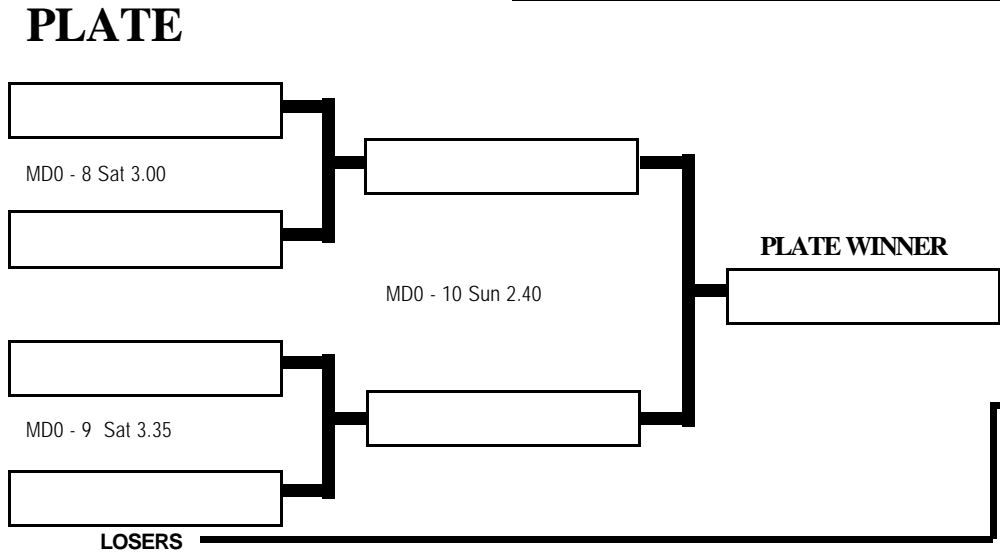 PLATE
MD0 - 8 Sat 3.00
PLATE WINNER
MD0 - 10 Sun 2.40
MD0 - 9  Sat 3.35
LOSERS